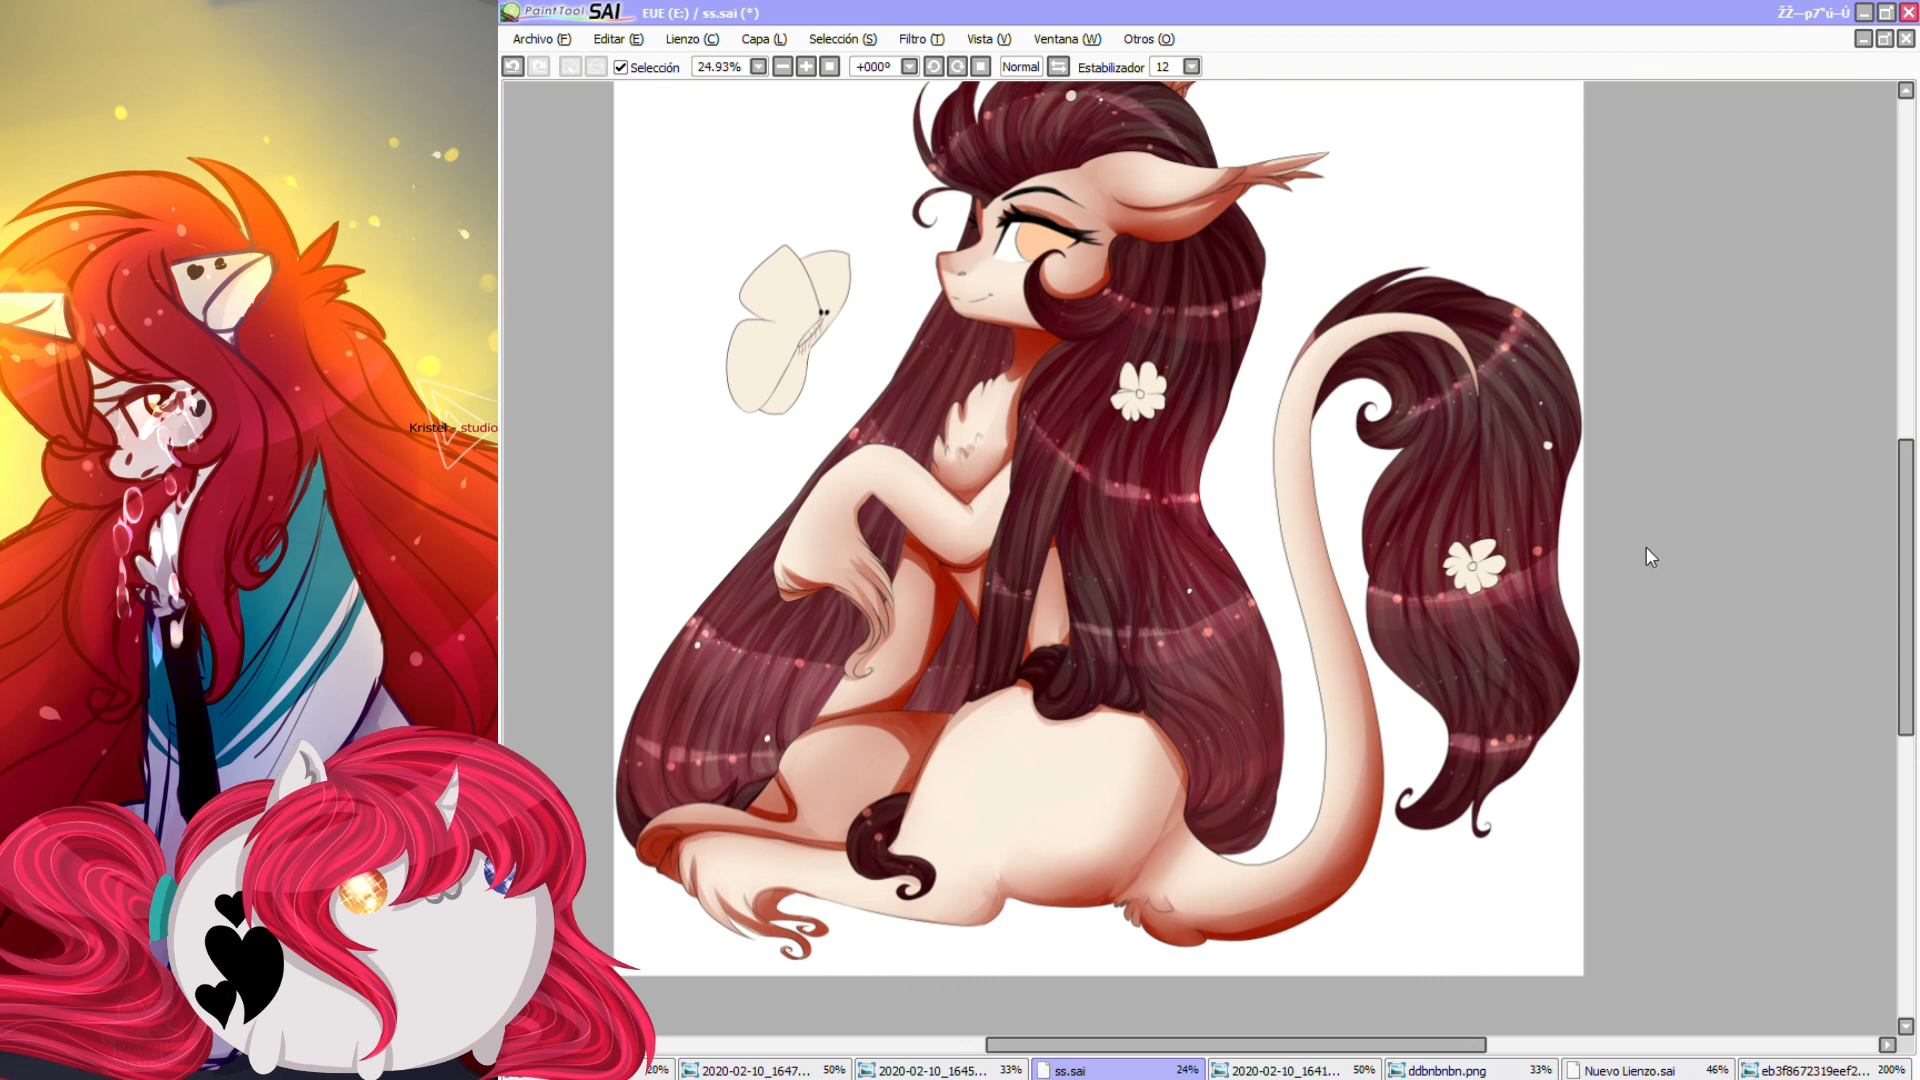 PaintTool SAI EUE (E:) / ss.sai (*)
Archivo (F) Editar (E) Lienzo (C) Capa (L) Selección (S) Filtro (T) Vista (V) Ventana (W) Otros (O)
Selección 24.93% +000º Normal Estabilizador 12
Kristel - studio
20% 2020-02-10_1647... 50% 2020-02-10_1645... 33% ss.sai 24% 2020-02-10_1641... 50% ddbnbnbn.png 33% Nuevo Lienzo.sai 46% eb3f8672319eef2... 200%